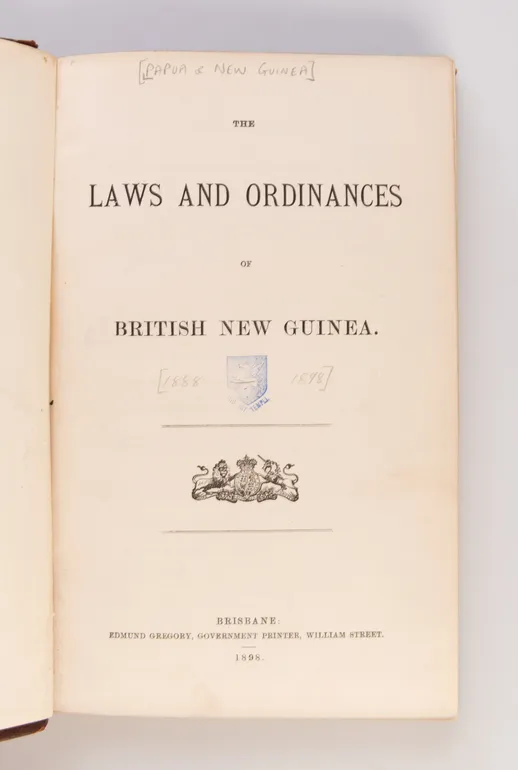 [PAPUA & NEW GUINEA]
THE
LAWS AND ORDINANCES
OF
BRITISH NEW GUINEA.
[1888 1898]
TEMPLE
BRISBANE:
EDMUND GREGORY, GOVERNMENT PRINTER, WILLIAM STREET.
1898.